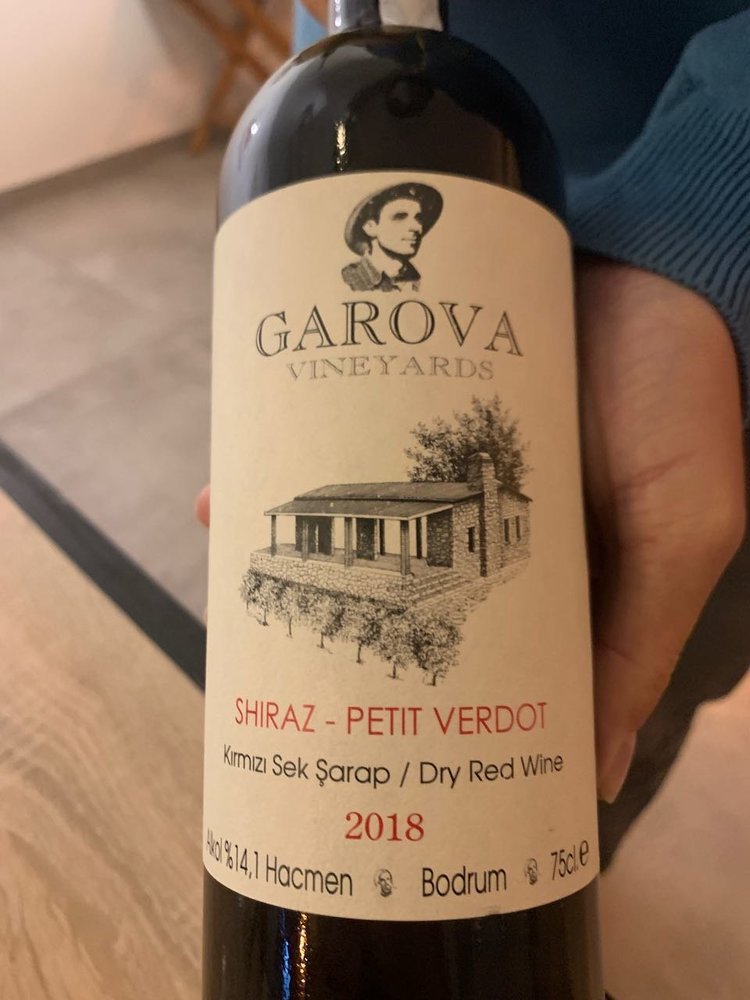 GAROVA
VINEYARDS
SHIRAZ - PETIT VERDOT
Kırmızı Sek Şarap / Dry Red Wine
2018
Alkol %14,1 Hacmen Bodrum 75cl.e